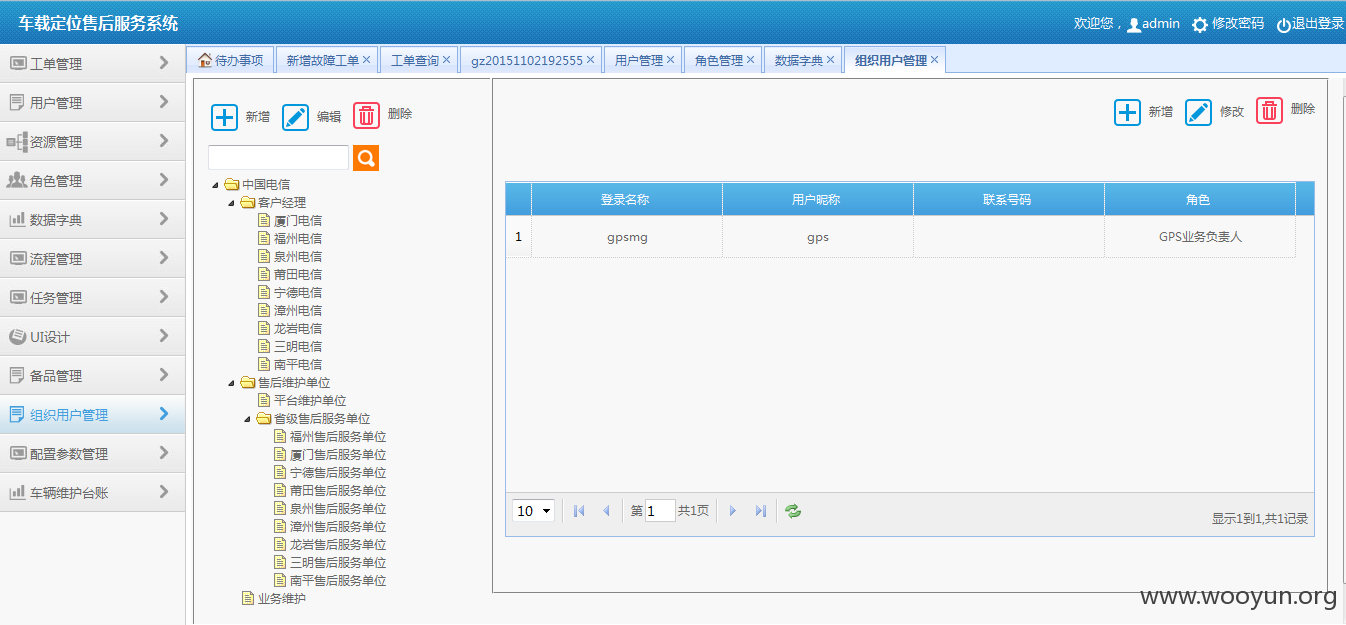 车载定位售后服务系统
欢迎您，admin 修改密码 退出登录
工单管理
用户管理
资源管理
角色管理
数据字典
流程管理
任务管理
UI设计
备品管理
组织用户管理
配置参数管理
车辆维护台账
待办事项 新增故障工单 工单查询 gz20151102192555 用户管理 角色管理 数据字典 组织用户管理
新增 编辑 删除
中国电信
客户经理
厦门电信
福州电信
泉州电信
莆田电信
宁德电信
漳州电信
龙岩电信
三明电信
南平电信
售后维护单位
平台维护单位
省级售后服务单位
福州售后服务单位
厦门售后服务单位
宁德售后服务单位
莆田售后服务单位
泉州售后服务单位
漳州售后服务单位
龙岩售后服务单位
三明售后服务单位
南平售后服务单位
业务维护
新增 修改 删除
登录名称 用户昵称 联系号码 角色
1 gpsmg gps GPS业务负责人
10 第 1 共1页
显示1到1,共1记录
www.wooyun.org